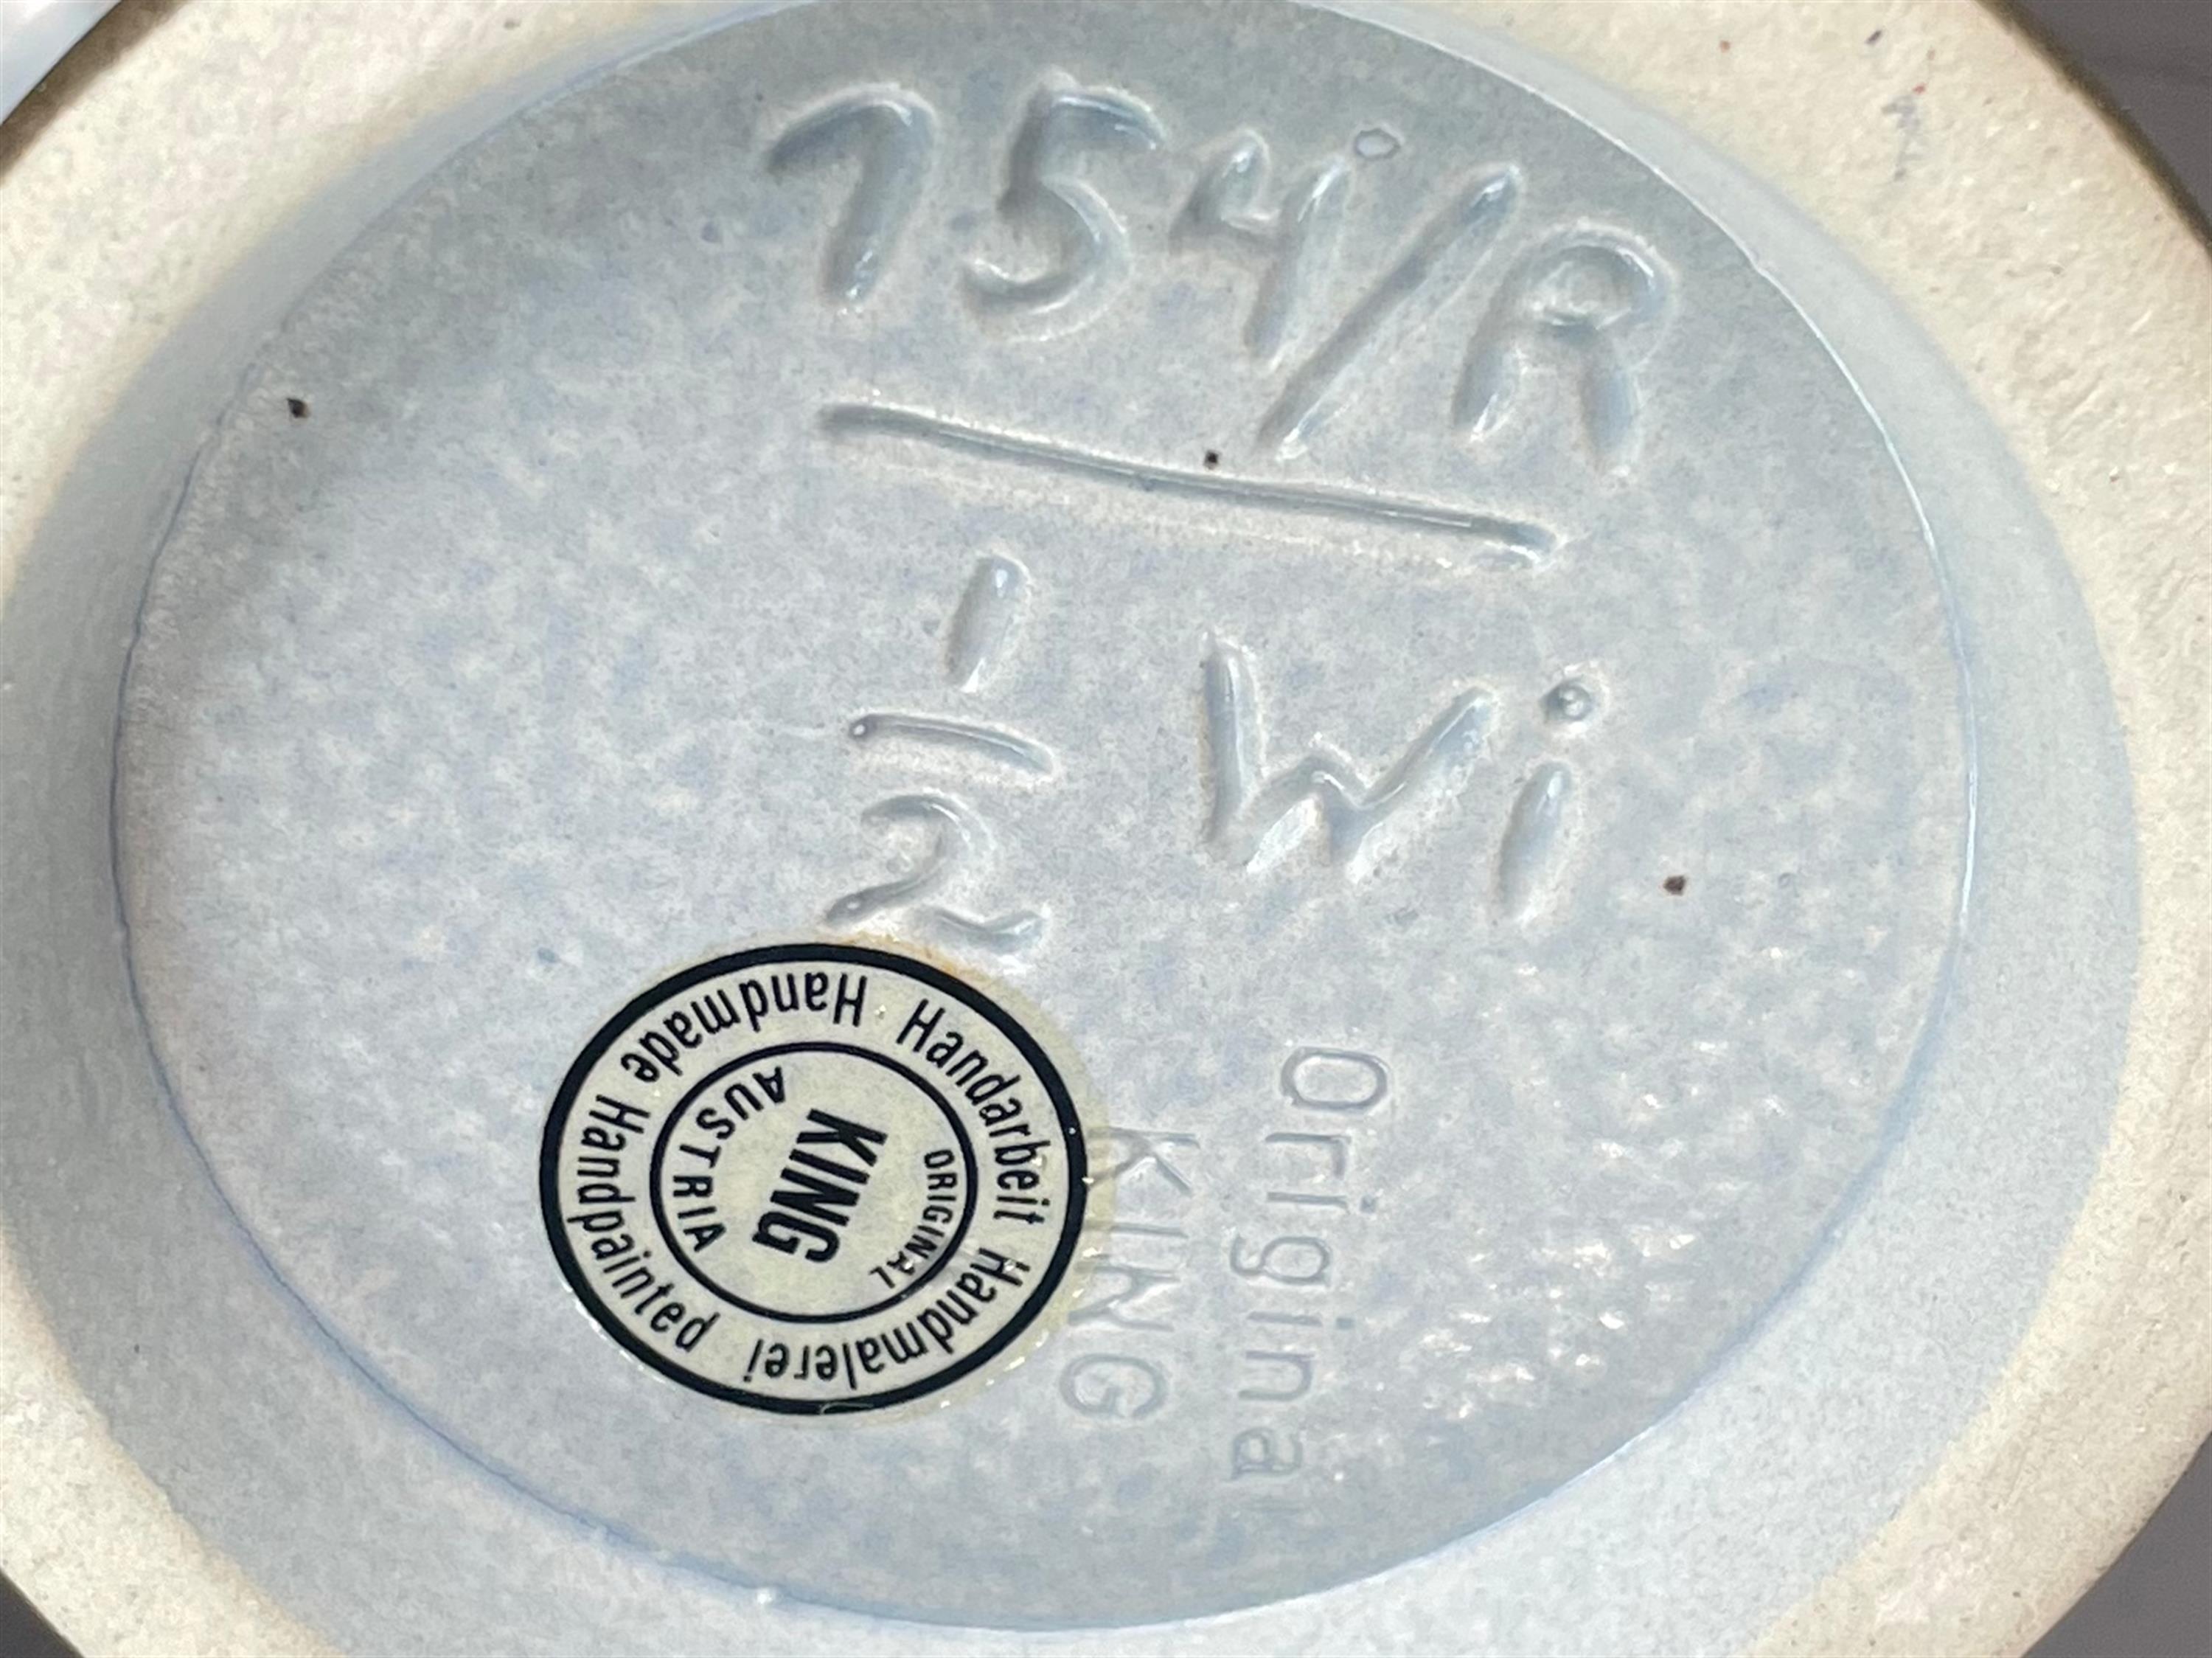 754/R
1/2 Wi
Original
KING
Handarbeit Handmalerei
Handmade Handpainted
ORIGINAL
KING
AUSTRIA